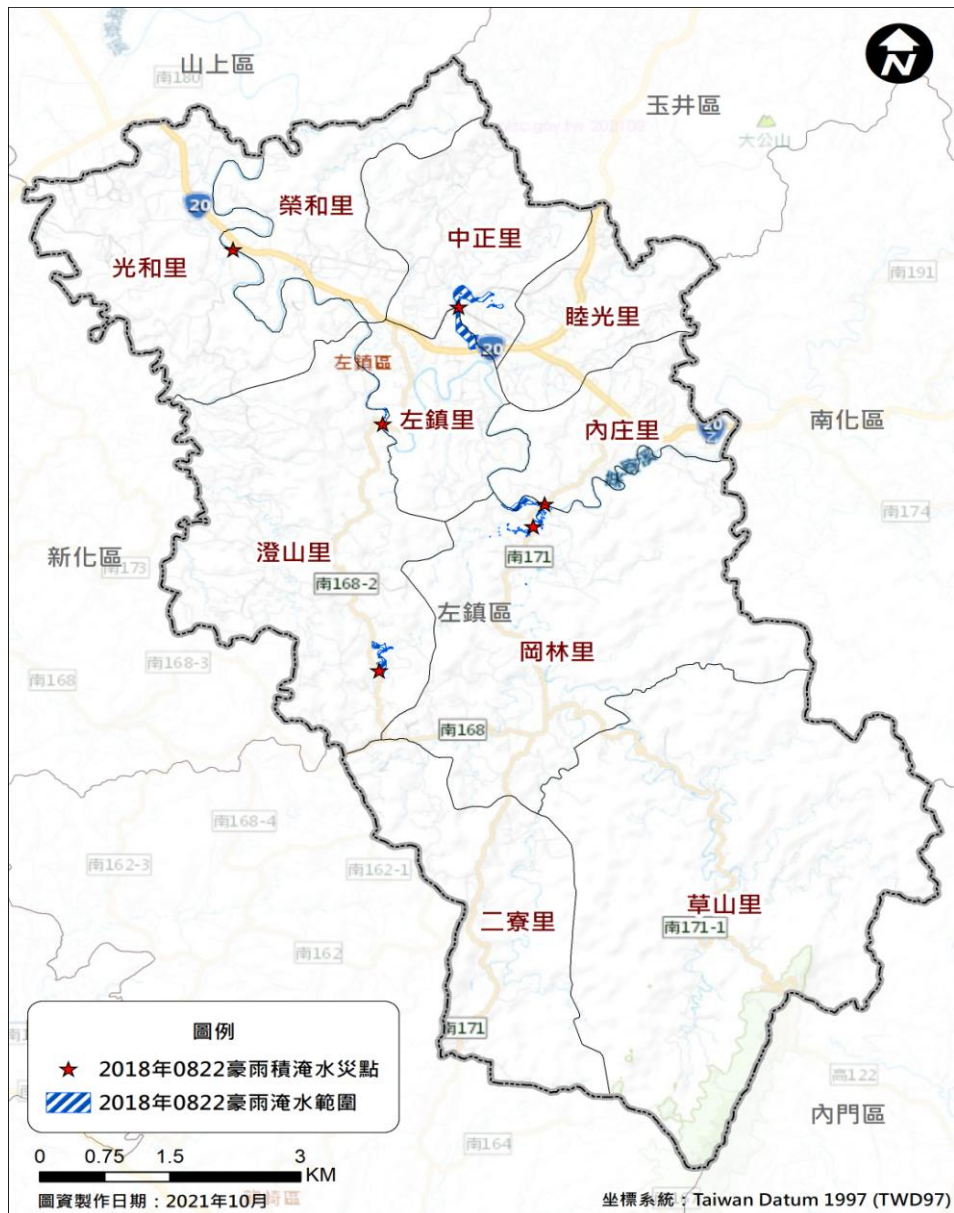 山上區
南180
玉井區
大公山
N
20
榮和里
中正里
光和里
南191
睦光里
20
左鎮區
左鎮里
內庄里
南化區
南174
新化區
南173
澄山里
南171
南168-2
左鎮區
岡林里
南168-3
南168
南168
南168-4
南162-3
南162-1
草山里
二寮里
南171-1
南162
南171
高122
內門區
南164
圖例
2018年0822豪雨積淹水災點
2018年0822豪雨淹水範圍
0 0.75 1.5 3
KM
圖資製作日期：2021年10月
坐標系統：Taiwan Datum 1997 (TWD97)